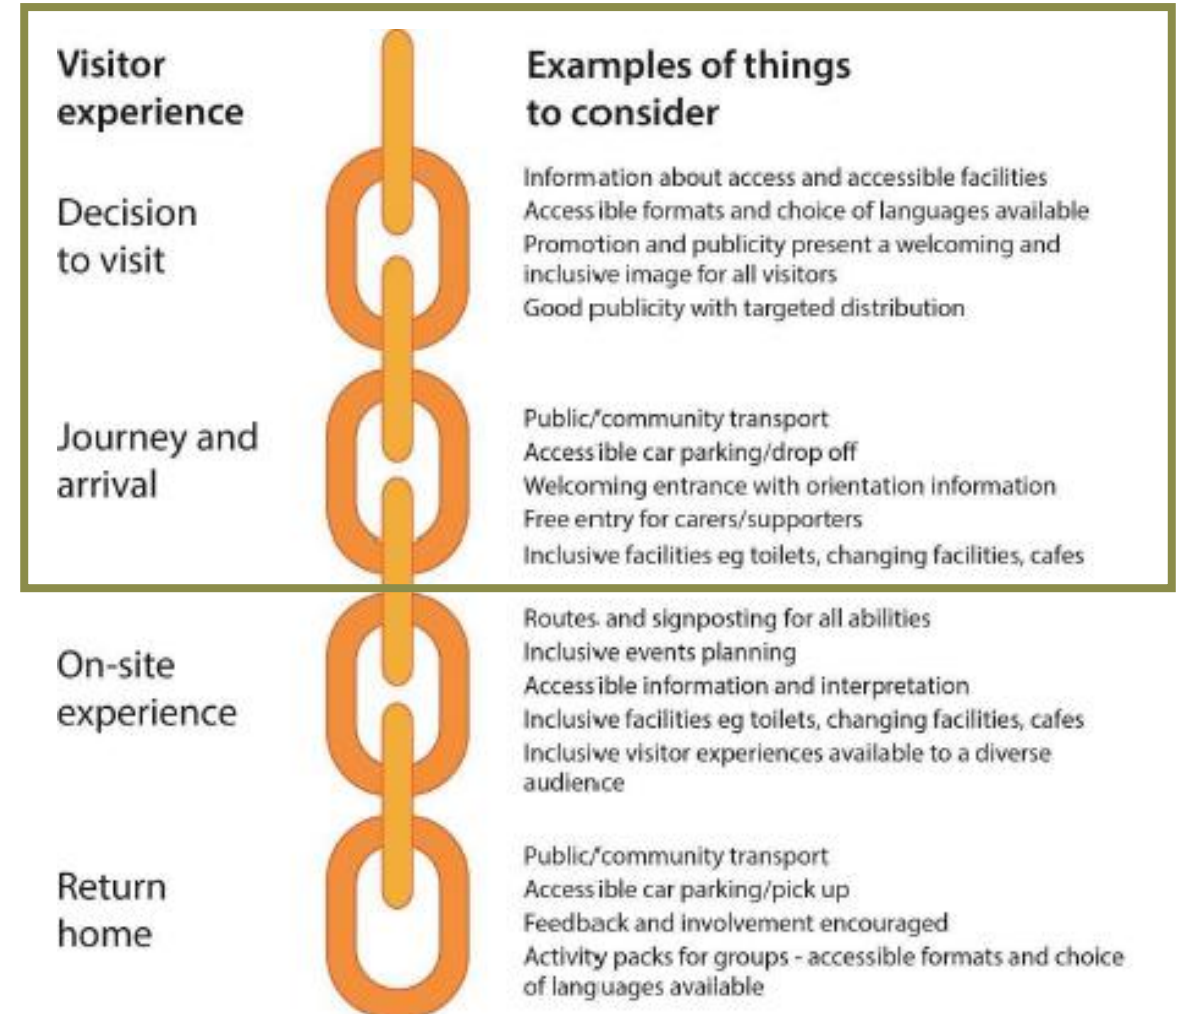 Visitor
experience
Examples of things
to consider
Decision
to visit
Information about access and accessible facilities
Accessible formats and choice of languages available
Promotion and publicity present a welcoming and
inclusive image for all visitors
Good publicity with targeted distribution
Journey and
arrival
Public/community transport
Accessible car parking/drop off
Welcoming entrance with orientation information
Free entry for carers/supporters
Inclusive facilities eg toilets, changing facilities, cafes
On-site
experience
Routes and signposting for all abilities
Inclusive events planning
Accessible information and interpretation
Inclusive facilities eg toilets, changing facilities, cafes
Inclusive visitor experiences available to a diverse
audience
Return
home
Public/community transport
Accessible car parking/pick up
Feedback and involvement encouraged
Activity packs for groups - accessible formats and choice
of languages available